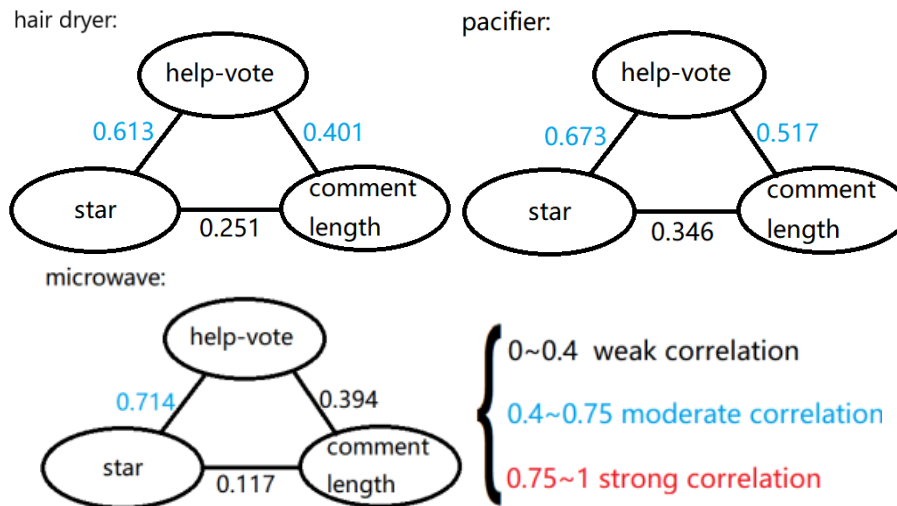 hair dryer:
help-vote
0.613
0.401
star
comment
length
0.251
pacifier:
help-vote
0.673
0.517
star
comment
length
0.346
microwave:
help-vote
0.714
0.394
star
comment
length
0.117
0~0.4 weak correlation
0.4~0.75 moderate correlation
0.75~1 strong correlation